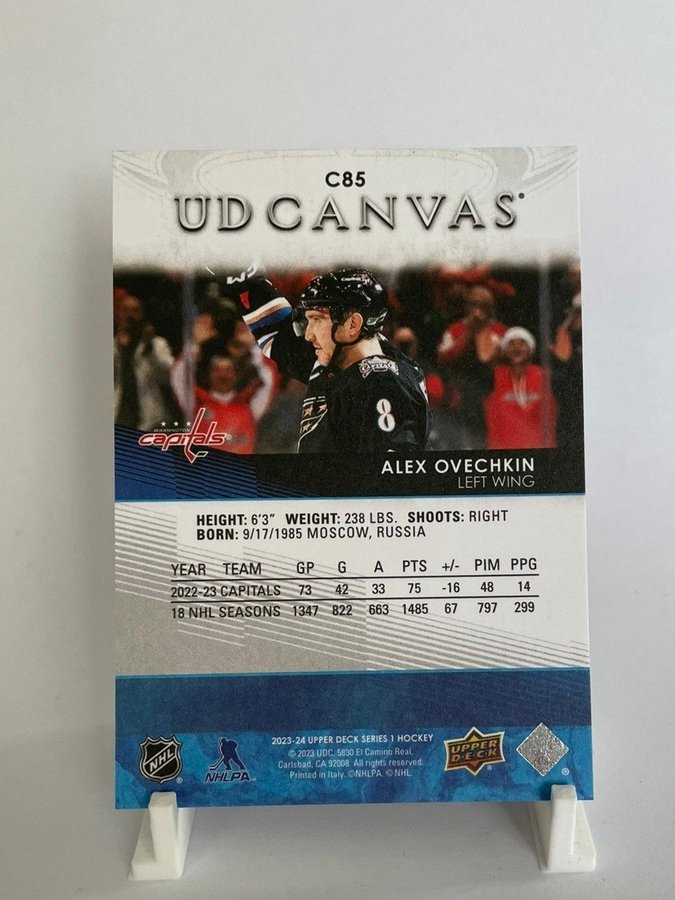 C85
UD CANVAS®
8
WASHINGTON
capitals
ALEX OVECHKIN
LEFT WING
HEIGHT: 6'3" WEIGHT: 238 LBS. SHOOTS: RIGHT
BORN: 9/17/1985 MOSCOW, RUSSIA
YEAR TEAM GP G A PTS +/- PIM PPG
2022-23 CAPITALS 73 42 33 75 -16 48 14
18 NHL SEASONS 1347 822 663 1485 67 797 299
2023-24 UPPER DECK SERIES 1 HOCKEY
© 2023 UDC. 5830 El Camino Real,
Carlsbad, CA 92008. All rights reserved.
Printed in Italy. ©NHLPA. © NHL
NHL
NHLPA
UPPER
DECK
®